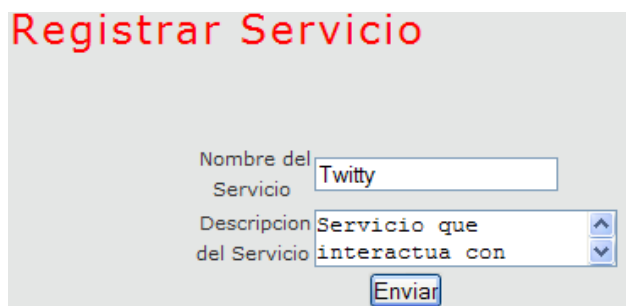 Registrar Servicio
Nombre del
Servicio
Twitty
Descripcion
del Servicio
Servicio que
interactua con
Enviar